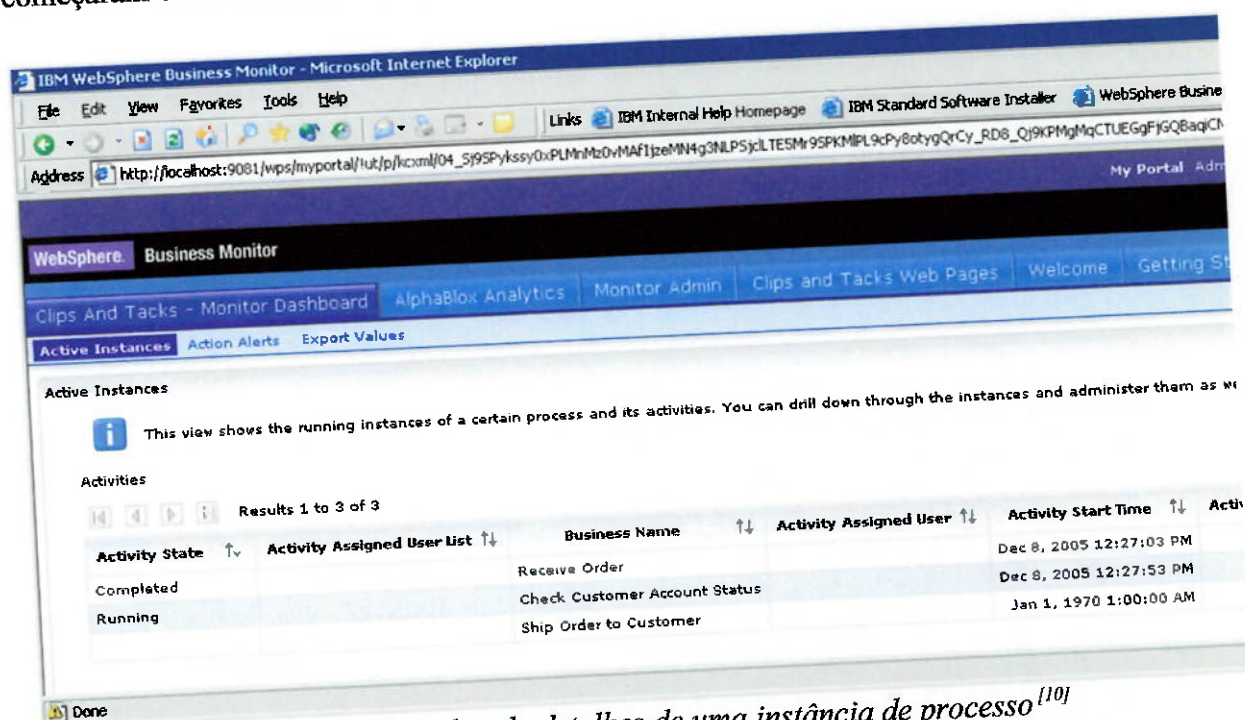 IBM WebSphere Business Monitor - Microsoft Internet Explorer
File Edit View Favorites Tools Help
Links IBM Internal Help Homepage IBM Standard Software Installer WebSphere Busine
Address http://localhost:9081/wps/myportal/!ut/p/kcxml/
My Portal Adm
WebSphere. Business Monitor
Clips And Tacks - Monitor Dashboard AlphaBlox Analytics Monitor Admin Clips and Tacks Web Pages Welcome Getting St
Active Instances Action Alerts Export Values
Active Instances
This view shows the running instances of a certain process and its activities. You can drill down through the instances and administer them as we
Activities
Results 1 to 3 of 3
Activity State Activity Assigned User List Business Name Activity Assigned User Activity Start Time Activ
Completed Receive Order Dec 8, 2005 12:27:03 PM
Running Check Customer Account Status Dec 8, 2005 12:27:53 PM
Ship Order to Customer Jan 1, 1970 1:00:00 AM
Done
detalhes de uma instância de processo [10]